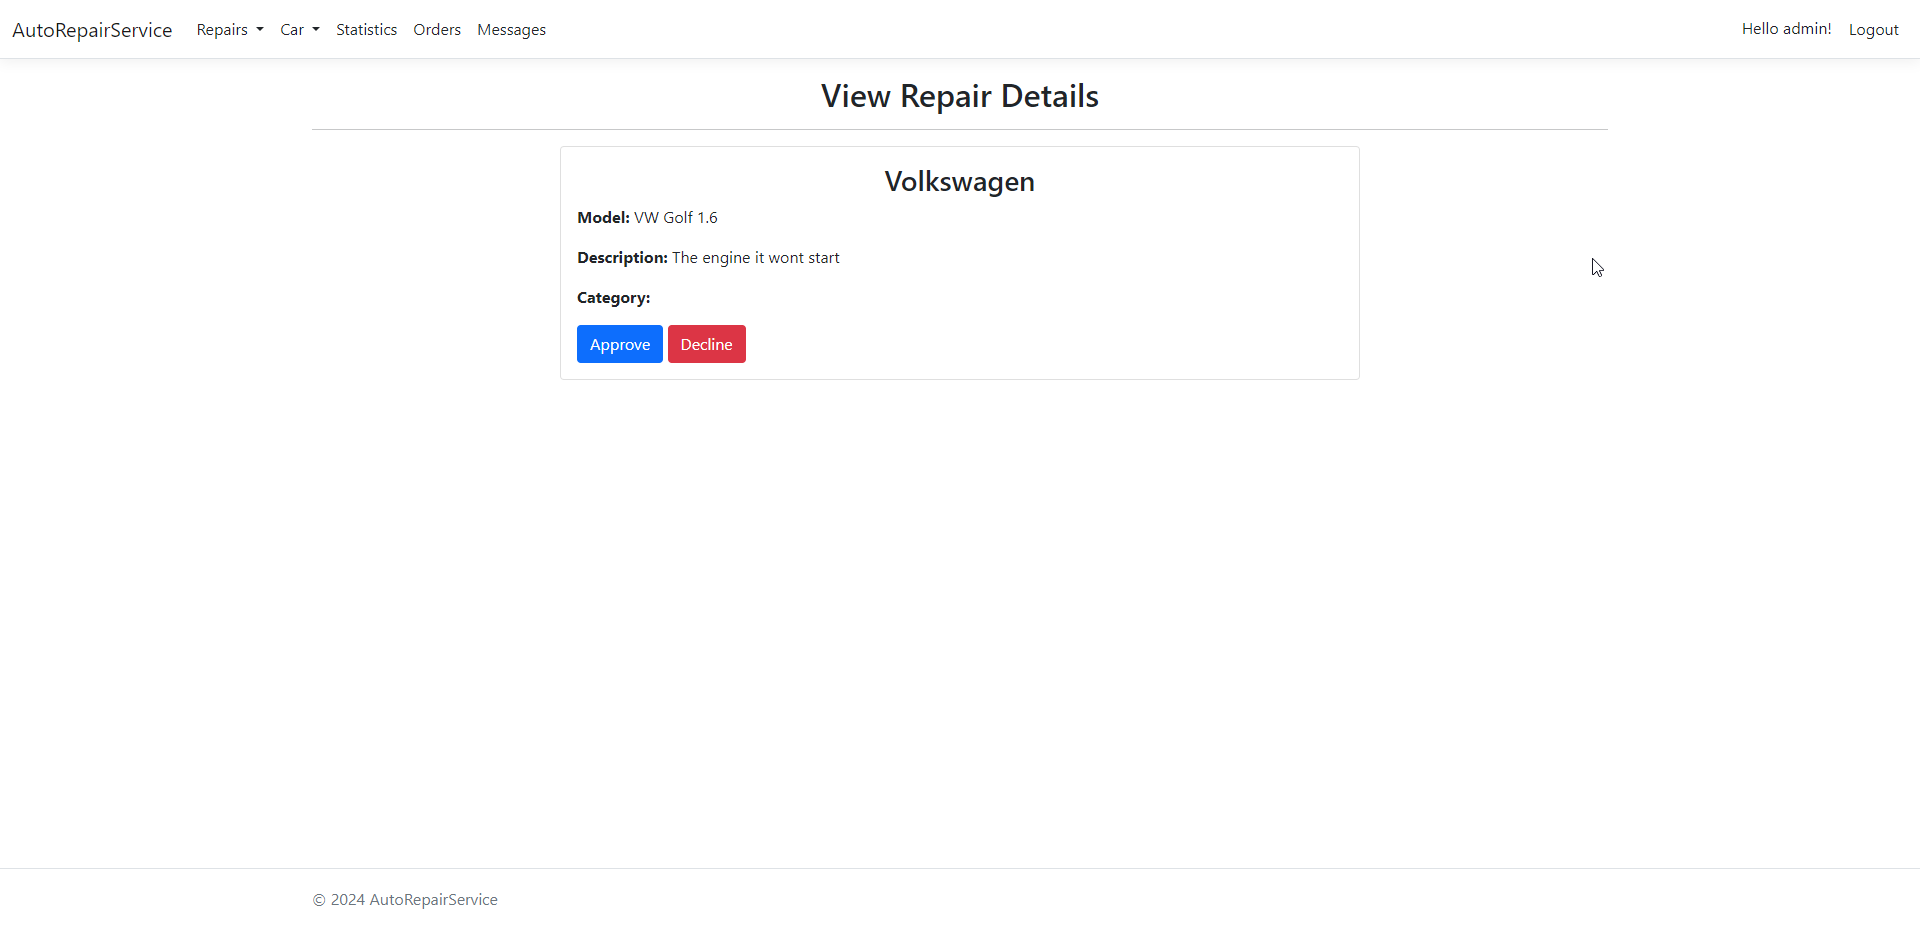 AutoRepairService Repairs Car Statistics Orders Messages Hello admin! Logout
View Repair Details
Volkswagen
Model: VW Golf 1.6
Description: The engine it wont start
Category:
Approve Decline
© 2024 AutoRepairService